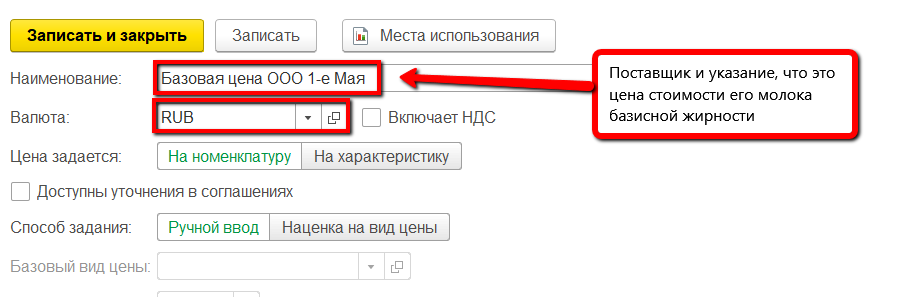 Записать и закрыть Записать Места использования
Наименование: Базовая цена ООО 1-е Мая
Поставщик и указание, что это
цена стоимости его молока
базисной жирности
Валюта: RUB Включает НДС
Цена задается: На номенклатуру На характеристику
Доступны уточнения в соглашениях
Способ задания: Ручной ввод Наценка на вид цены
Базовый вид цены: